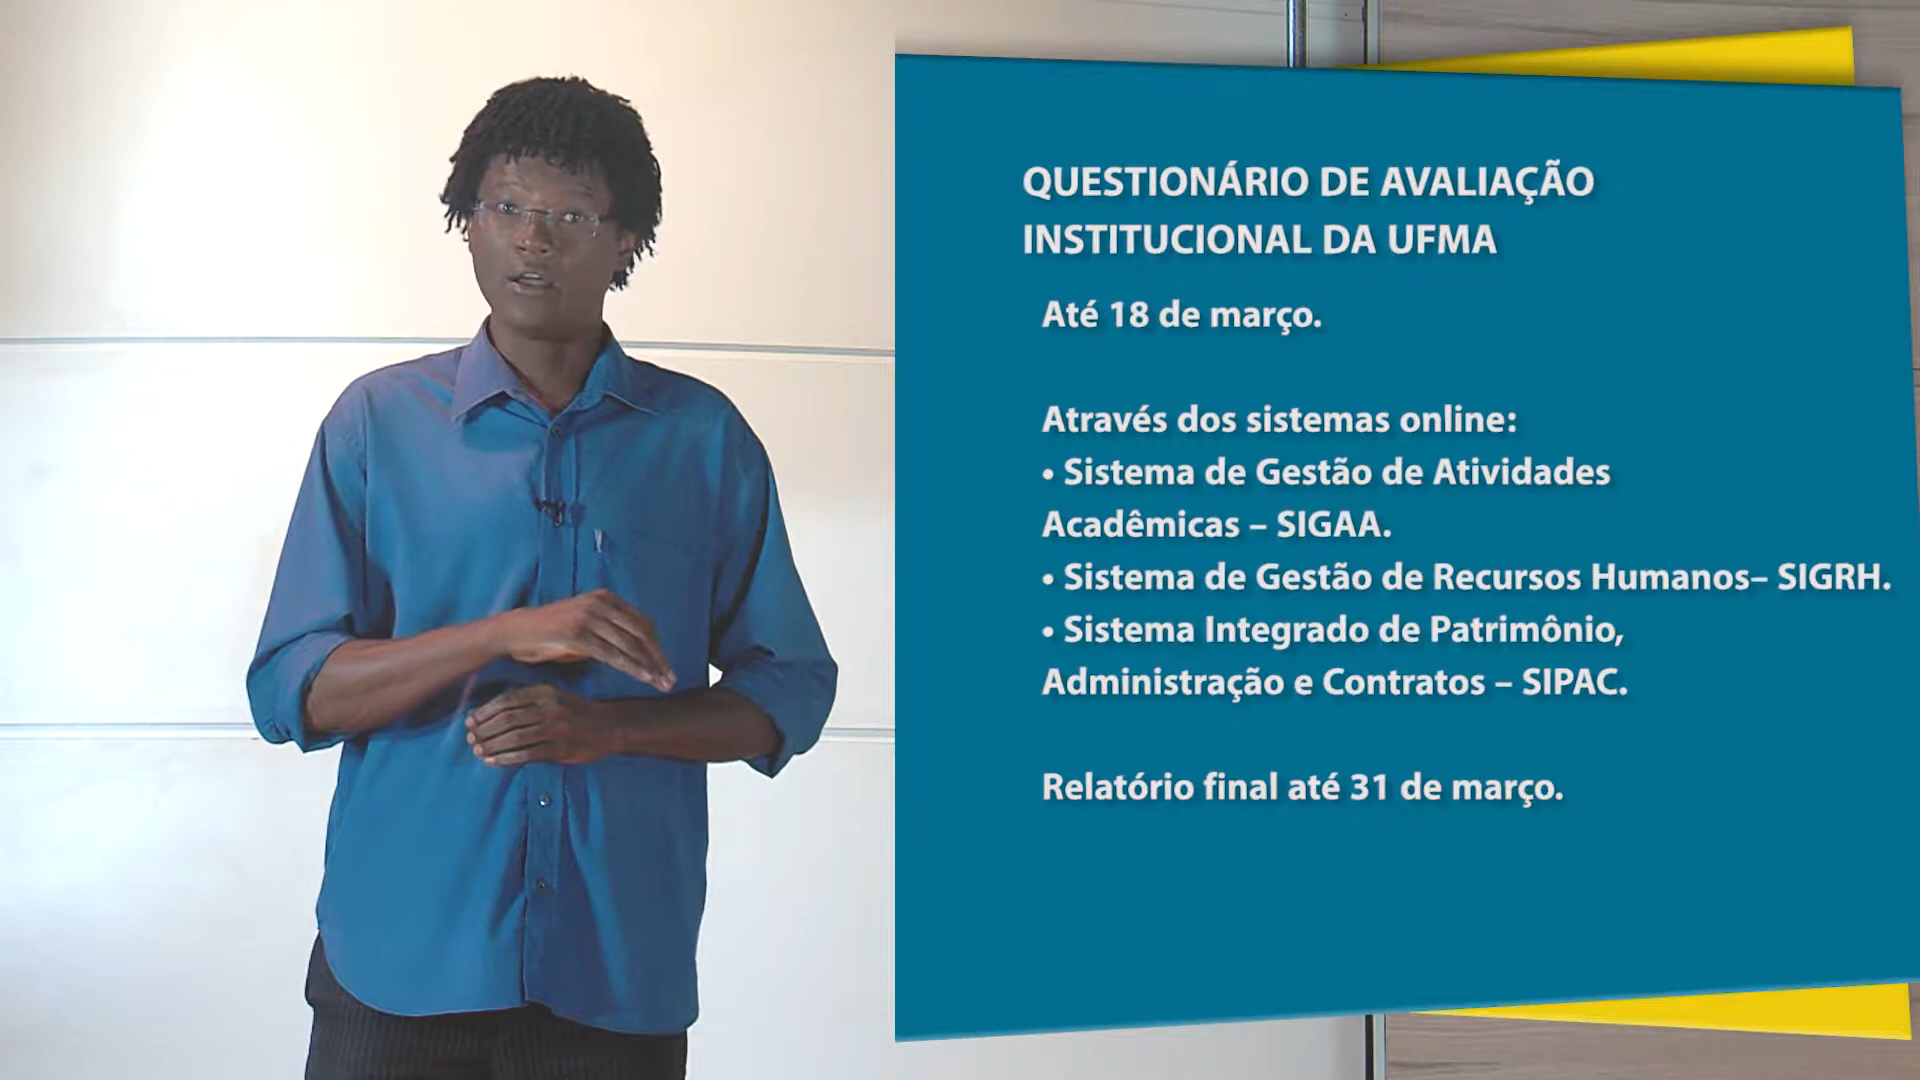 QUESTIONÁRIO DE AVALIAÇÃO
INSTITUCIONAL DA UFMA
Até 18 de março.
Através dos sistemas online:
• Sistema de Gestão de Atividades
Acadêmicas – SIGAA.
• Sistema de Gestão de Recursos Humanos– SIGRH.
• Sistema Integrado de Patrimônio,
Administração e Contratos – SIPAC.
Relatório final até 31 de março.